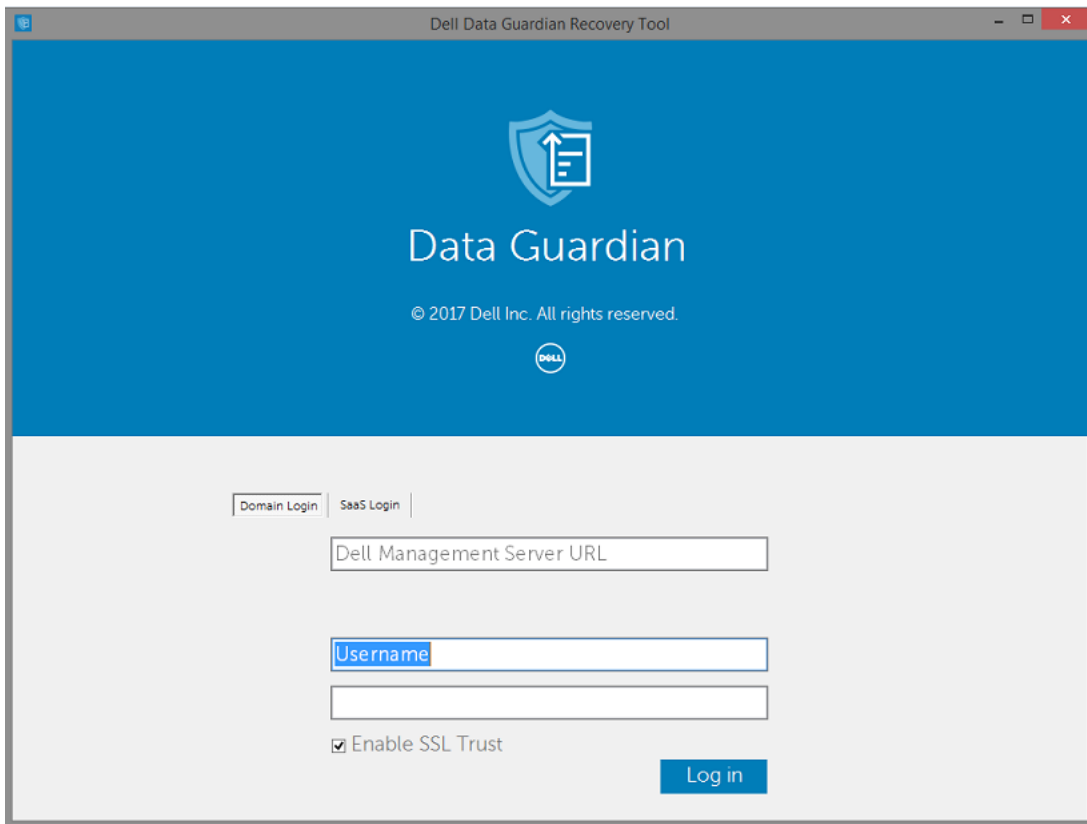 Dell Data Guardian Recovery Tool
Data Guardian
© 2017 Dell Inc. All rights reserved.
DELL
Domain Login
SaaS Login
Dell Management Server URL
Username
Enable SSL Trust
Log in